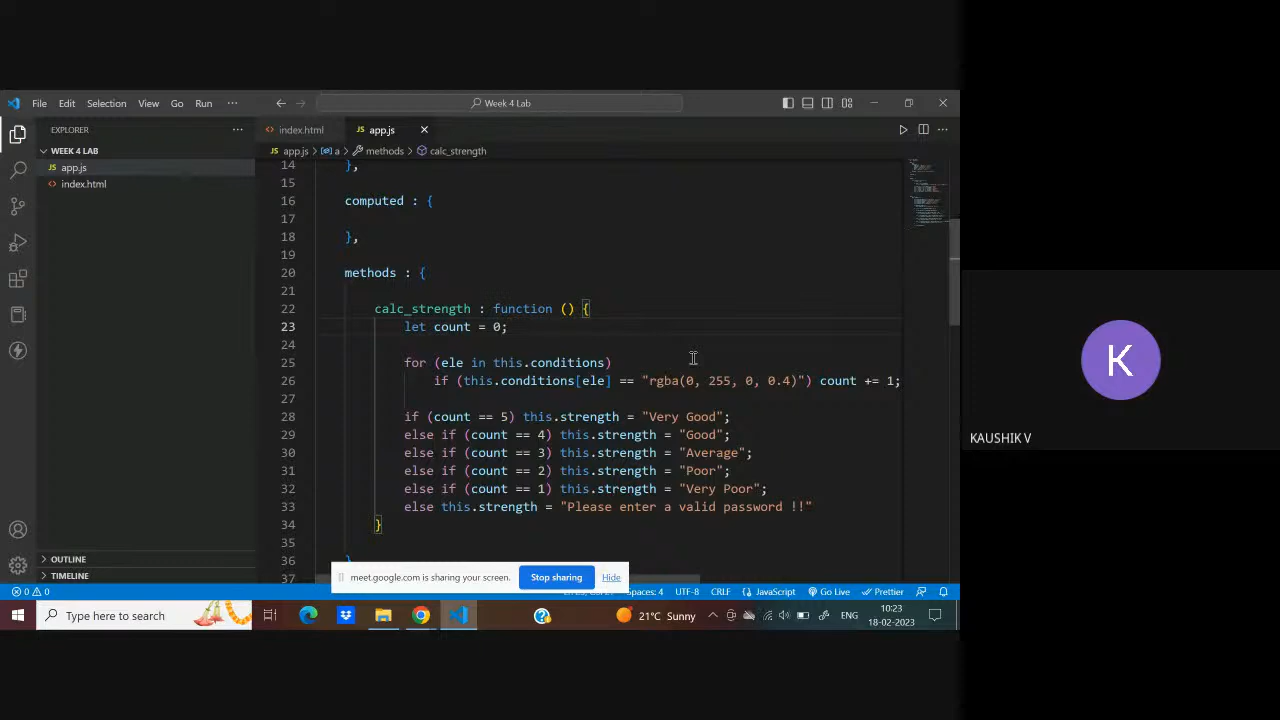 File Edit Selection View Go Run ···
Week 4 Lab
EXPLORER ···
WEEK 4 LAB
JS app.js
<> index.html
OUTLINE
TIMELINE
<> index.html
JS app.js
JS app.js > a > methods > calc_strength
14 },
15
16 computed : {
17
18 },
19
20 methods : {
21
22 calc_strength : function () {
23 let count = 0;
24
25 for (ele in this.conditions)
26 if (this.conditions[ele] == "rgba(0, 255, 0, 0.4)") count += 1;
27
28 if (count == 5) this.strength = "Very Good";
29 else if (count == 4) this.strength = "Good";
30 else if (count == 3) this.strength = "Average";
31 else if (count == 2) this.strength = "Poor";
32 else if (count == 1) this.strength = "Very Poor";
33 else this.strength = "Please enter a valid password !!"
34 }
35
36 }
37
meet.google.com is sharing your screen. Stop sharing Hide
0 0 Spaces: 4 UTF-8 CRLF JavaScript Go Live Prettier
Type here to search
21°C Sunny ENG
10:23
18-02-2023
K
KAUSHIK V